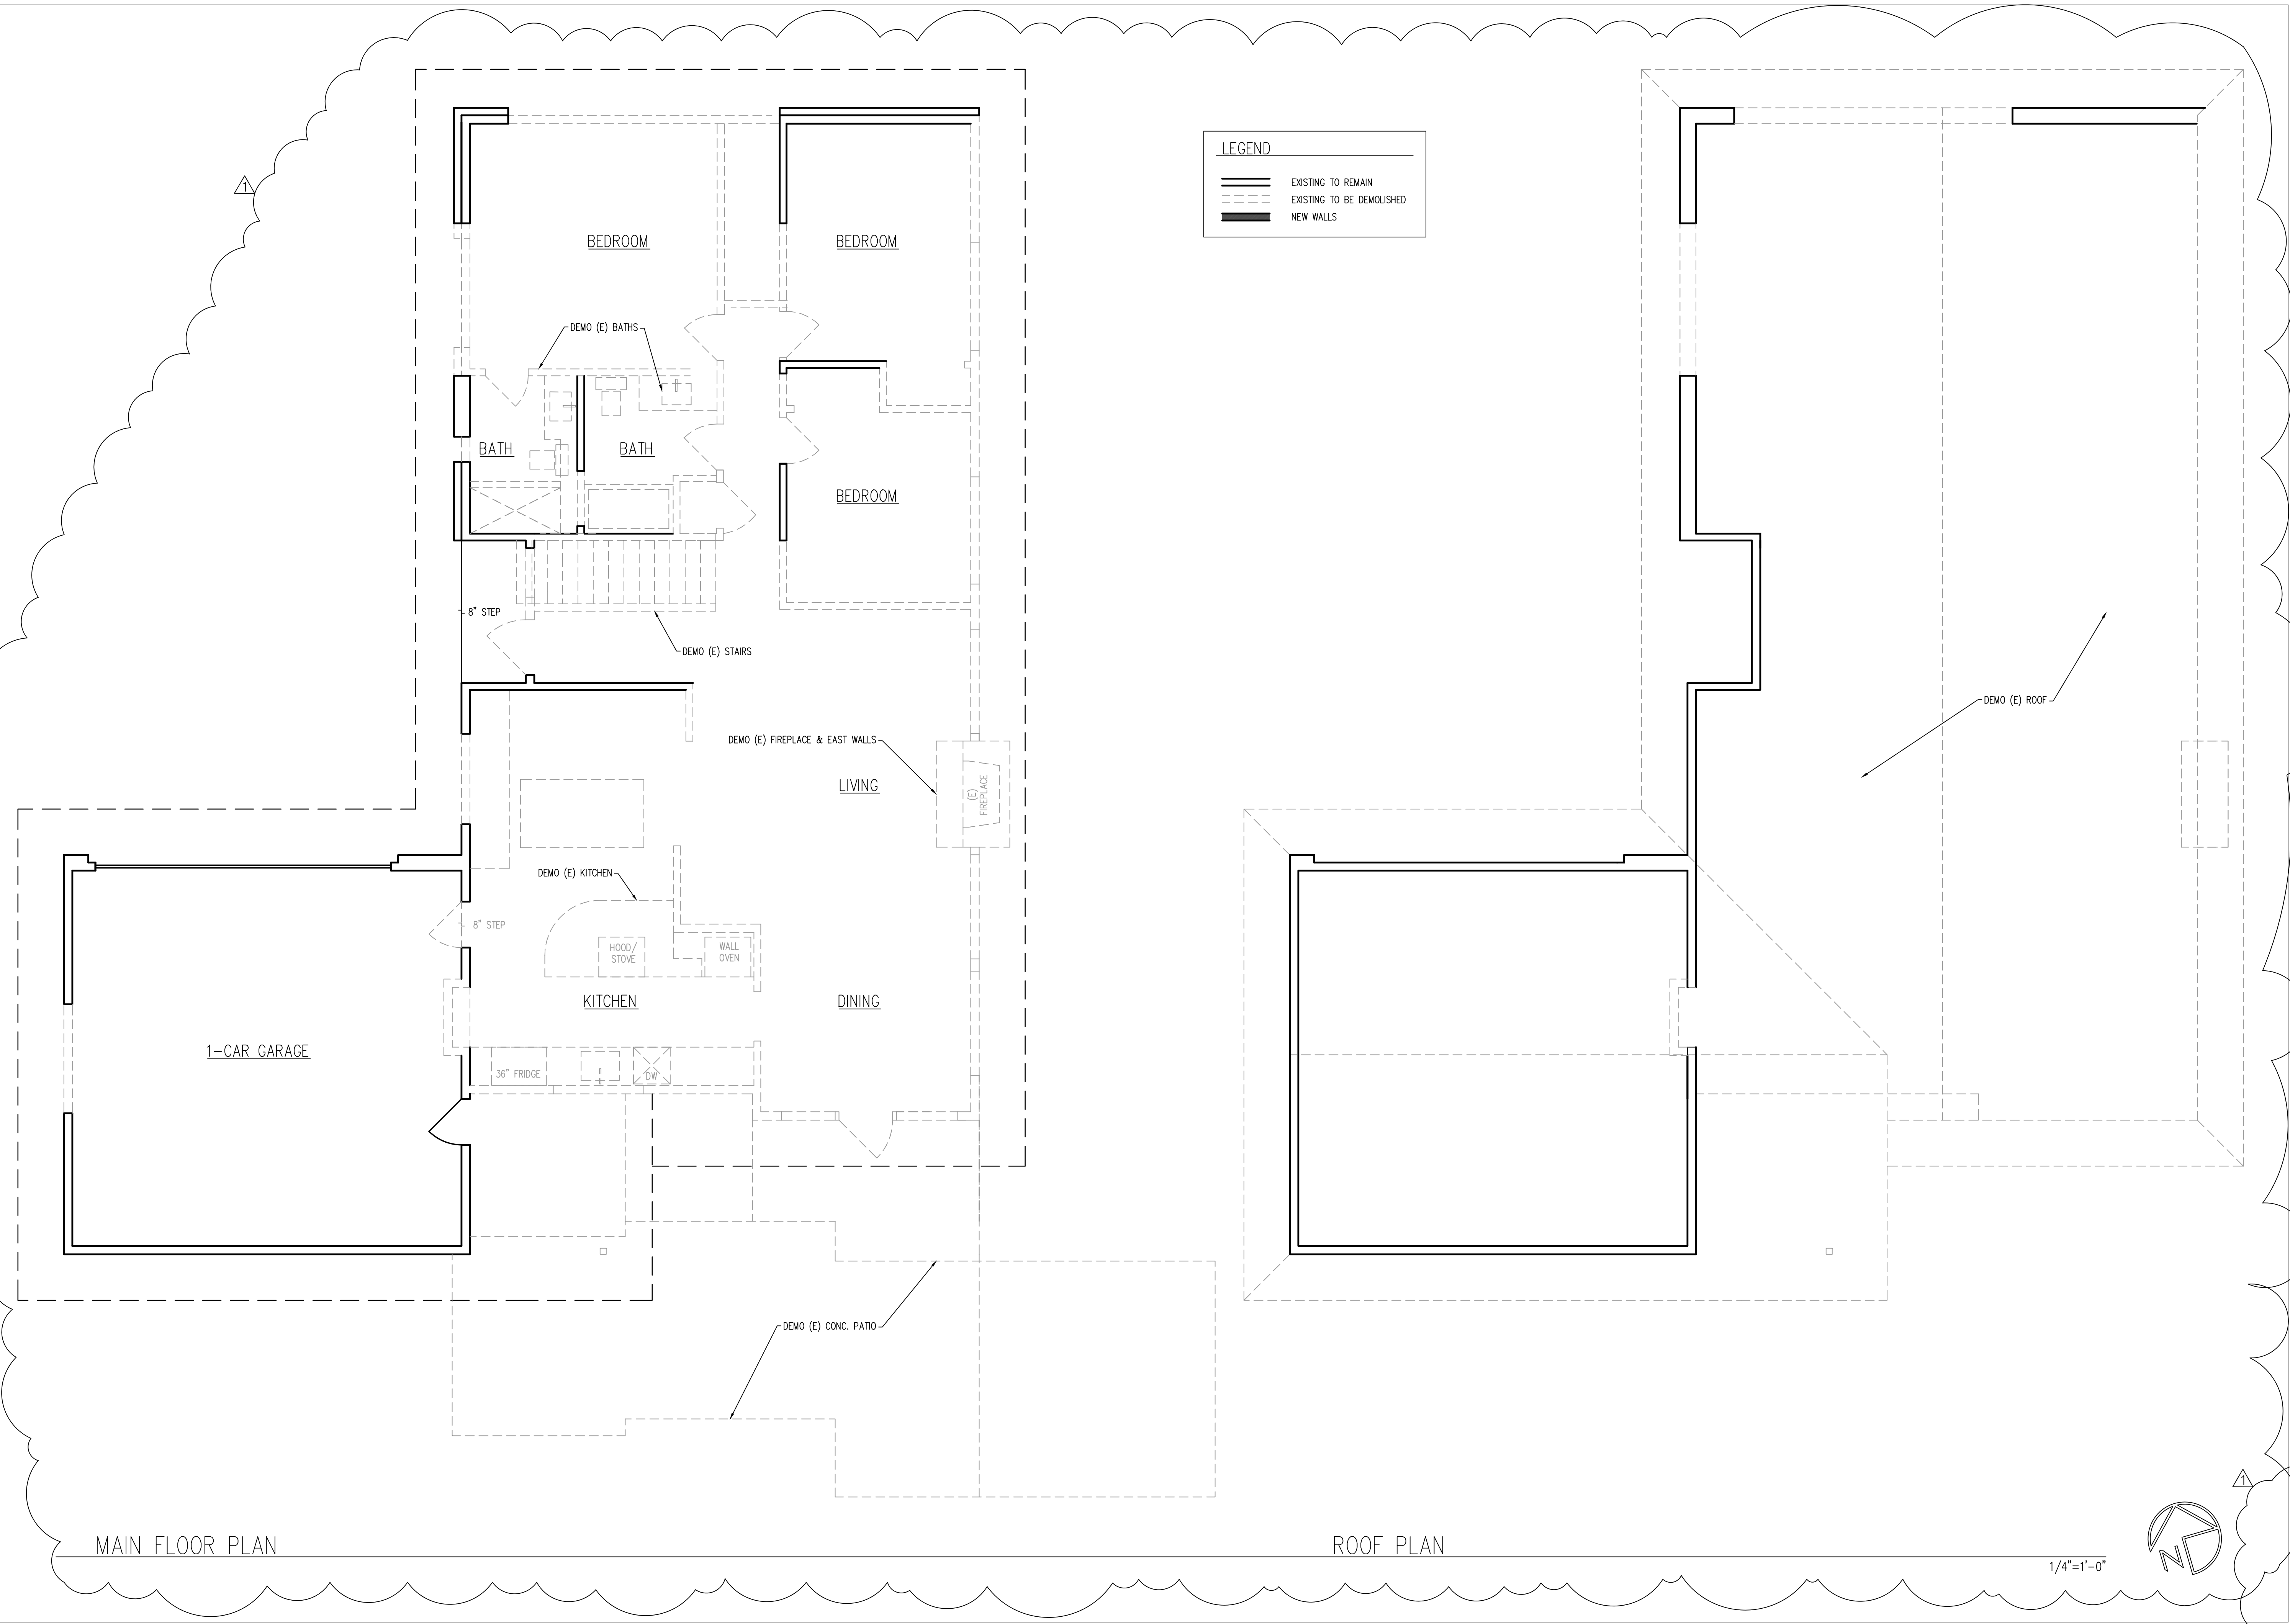 1
LEGEND
EXISTING TO REMAIN
EXISTING TO BE DEMOLISHED
NEW WALLS
BEDROOM
BEDROOM
DEMO (E) BATHS
BATH
BATH
BEDROOM
8" STEP
DEMO (E) STAIRS
DEMO (E) ROOF
DEMO (E) FIREPLACE & EAST WALLS
LIVING
(E)
FIREPLACE
DEMO (E) KITCHEN
8" STEP
HOOD/
STOVE
WALL
OVEN
KITCHEN
DINING
1-CAR GARAGE
36" FRIDGE
DW
DEMO (E) CONC. PATIO
1
MAIN FLOOR PLAN
ROOF PLAN
1/4"=1'-0"
N